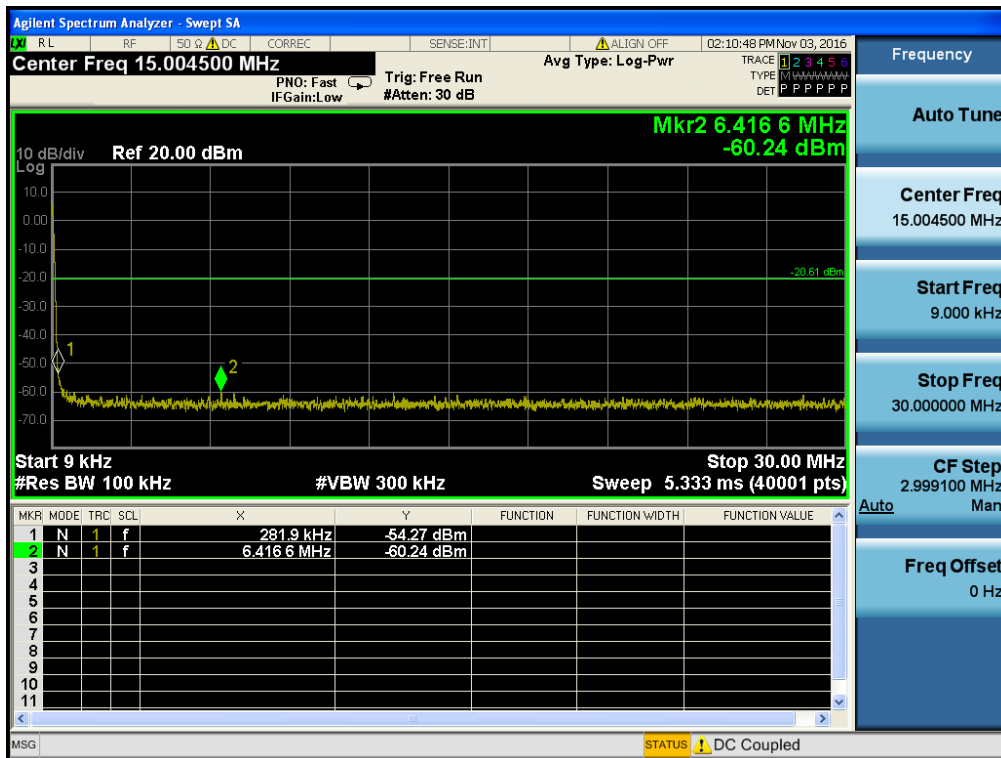 Agilent Spectrum Analyzer - Swept SA
LXI RL RF 50 Ω DC CORREC SENSE:INT ALIGN OFF 02:10:48 PM Nov 03, 2016
Center Freq 15.004500 MHz
PNO: Fast
IFGain:Low
Trig: Free Run
#Atten: 30 dB
Avg Type: Log-Pwr
TRACE 1 2 3 4 5 6
TYPE M WWWWW
DET P P P P P P
Mkr2 6.416 6 MHz
-60.24 dBm
10 dB/div Ref 20.00 dBm
Log
10.0
0.00
-10.0
-20.0
-20.61 dBm
-30.0
-40.0
1
-50.0
2
-60.0
-70.0
Start 9 kHz Stop 30.00 MHz
#Res BW 100 kHz #VBW 300 kHz Sweep 5.333 ms (40001 pts)
MKR MODE TRC SCL X Y FUNCTION FUNCTION WIDTH FUNCTION VALUE
1 N 1 f 281.9 kHz -54.27 dBm
2 N 1 f 6.416 6 MHz -60.24 dBm
3
4
5
6
7
8
9
10
11
MSG STATUS DC Coupled
Frequency
Auto Tune
Center Freq
15.004500 MHz
Start Freq
9.000 kHz
Stop Freq
30.000000 MHz
CF Step
2.999100 MHz
Auto Man
Freq Offset
0 Hz